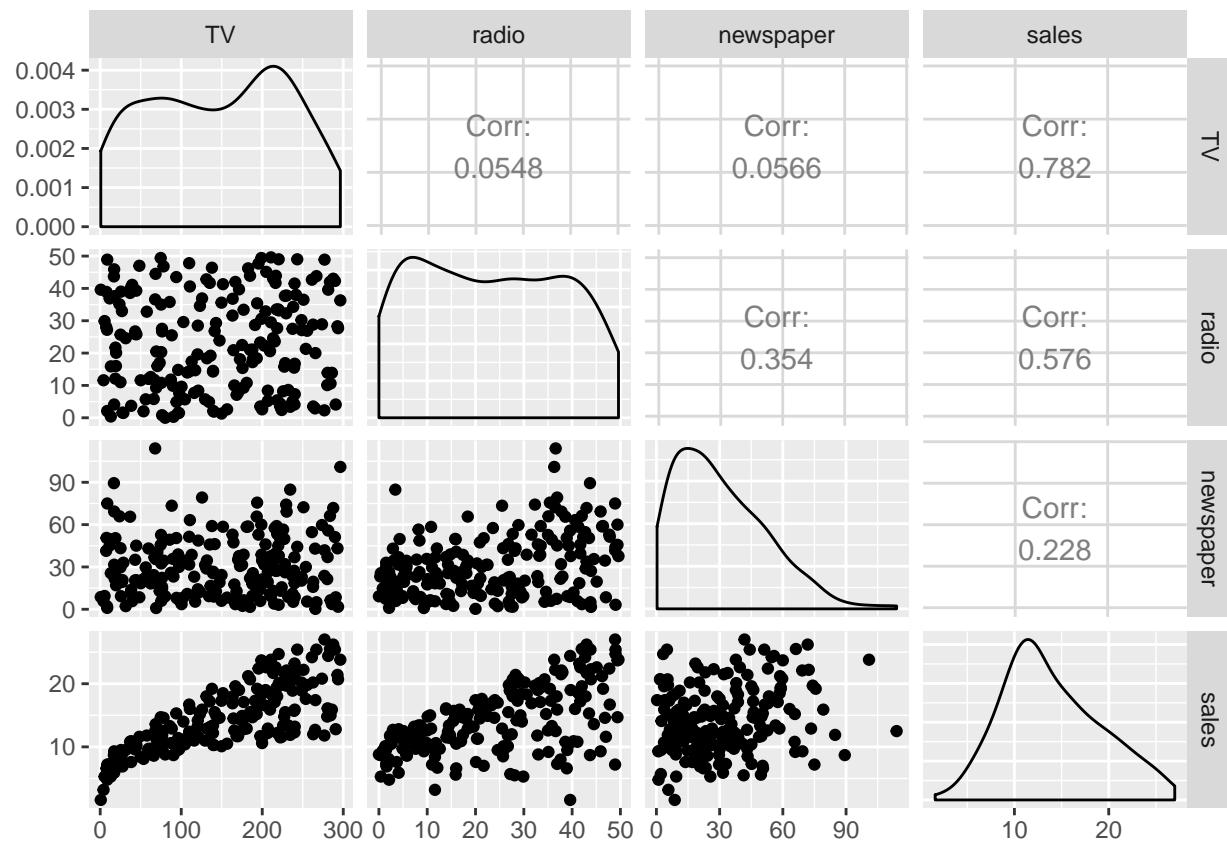 TV radio newspaper sales
0.004
0.003
0.002
0.001
0.000
Corr:
0.0548
Corr:
0.0566
Corr:
0.782
TV
50
40
30
20
10
0
Corr:
0.354
Corr:
0.576
radio
90
60
30
0
Corr:
0.228
newspaper
20
10
sales
0 100 200 300 0 10 20 30 40 50 0 30 60 90 10 20